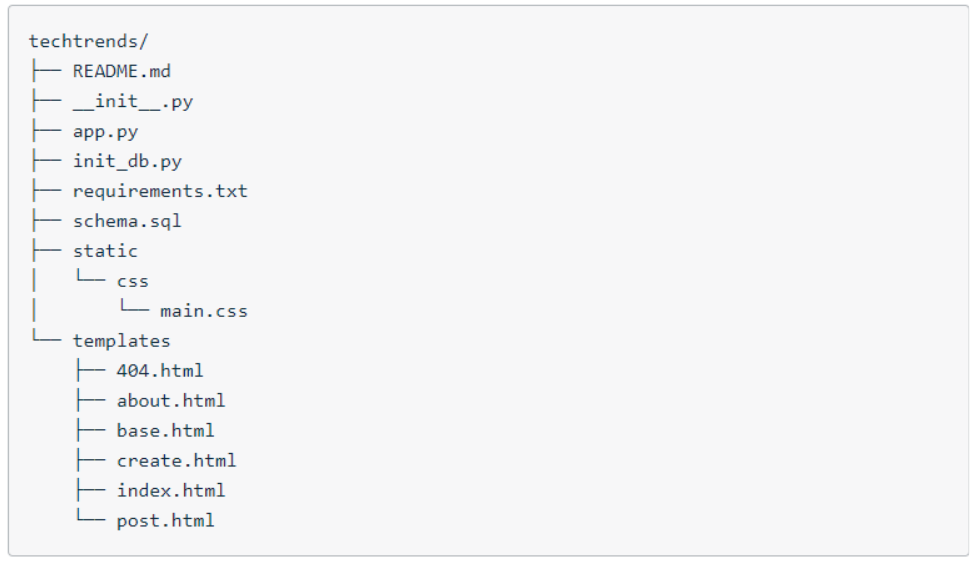 techtrends/
├── README.md
├── __init__.py
├── app.py
├── init_db.py
├── requirements.txt
├── schema.sql
├── static
│   └── css
│       └── main.css
└── templates
    ├── 404.html
    ├── about.html
    ├── base.html
    ├── create.html
    ├── index.html
    └── post.html